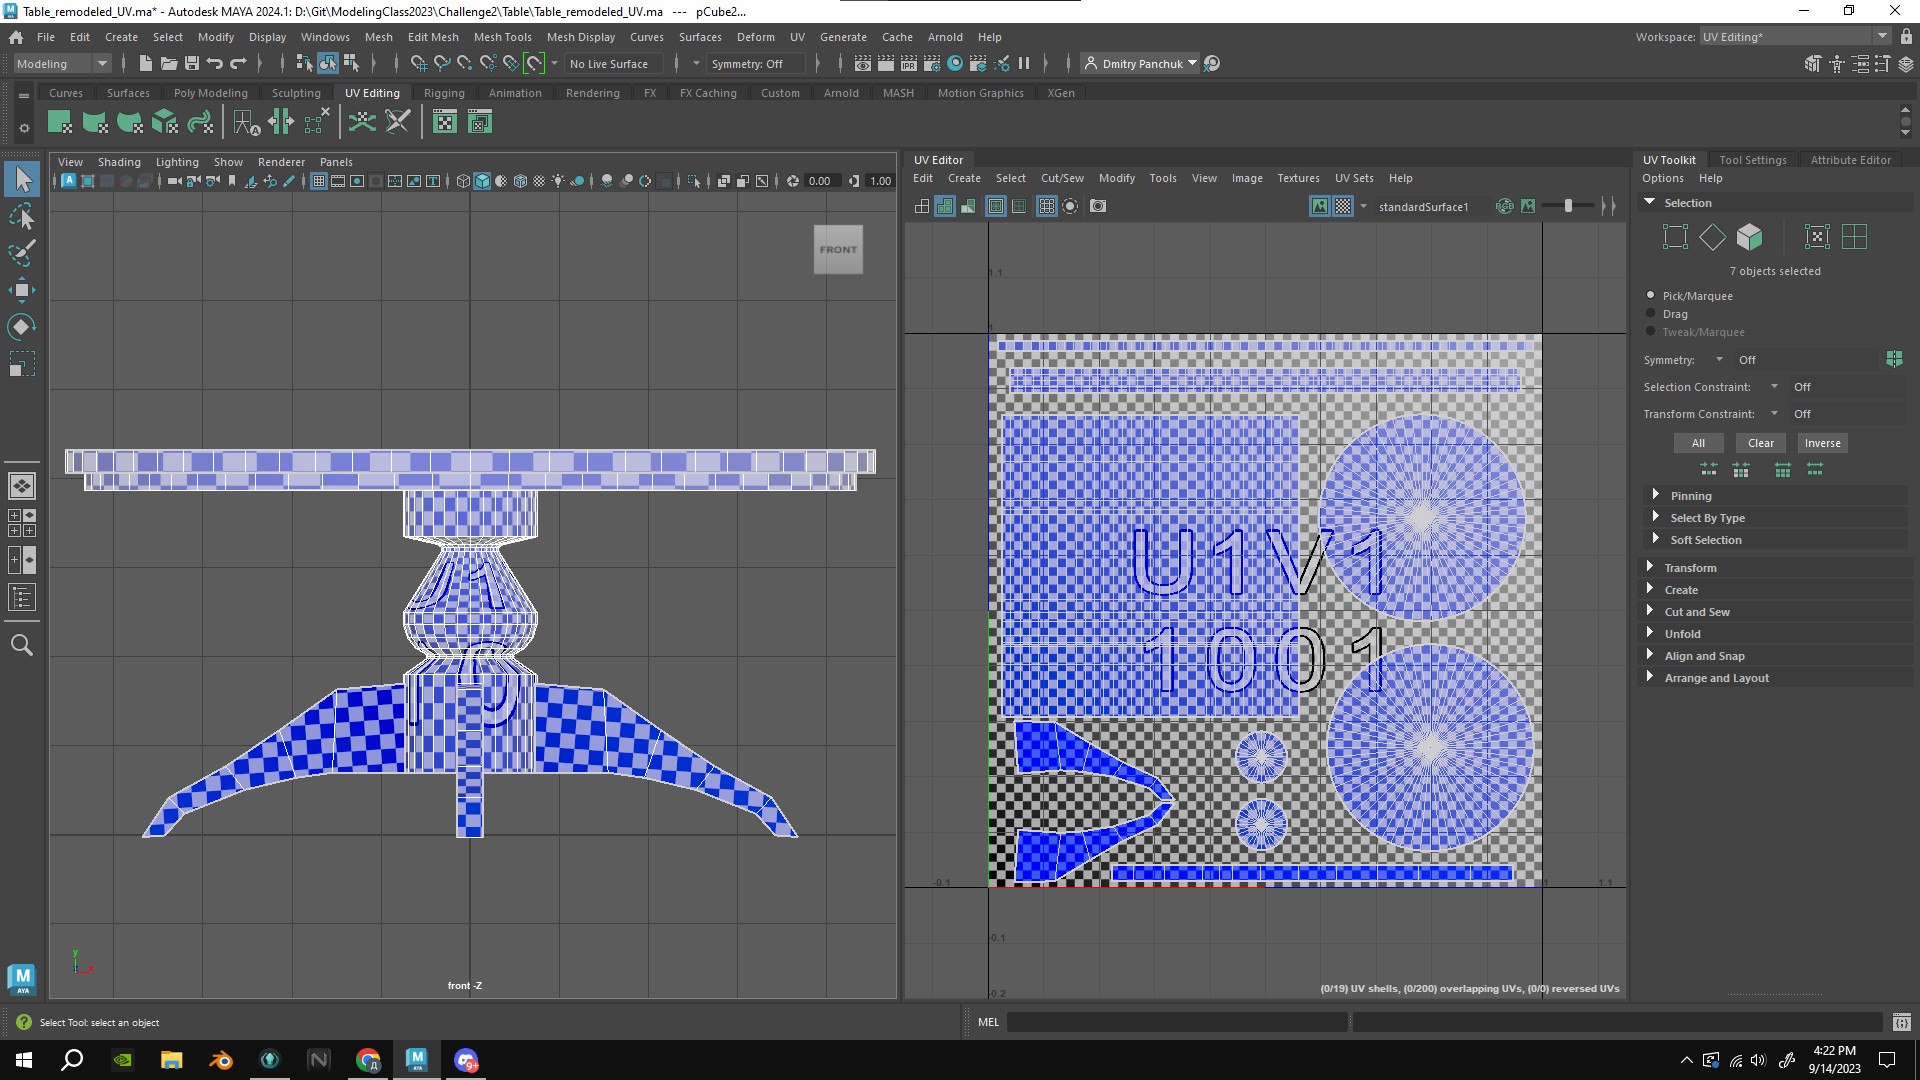 Table_remodeled_UV.ma* - Autodesk MAYA 2024.1: D:\Git\ModelingClass2023\Challenge2\Table\Table_remodeled_UV.ma --- pCube2...
File Edit Create Select Modify Display Windows Mesh Edit Mesh Mesh Tools Mesh Display Curves Surfaces Deform UV Generate Cache Arnold Help
Workspace: UV Editing*
Modeling
No Live Surface
Symmetry: Off
Dmitry Panchuk
Curves Surfaces Poly Modeling Sculpting UV Editing Rigging Animation Rendering FX FX Caching Custom Arnold MASH Motion Graphics XGen
View Shading Lighting Show Renderer Panels
0.00 1.00
FRONT
front -Z
UV Editor
Edit Create Select Cut/Sew Modify Tools View Image Textures UV Sets Help
standardSurface1
1.1
1
U1V1
1001
-0.1
1
1.1
-0.1
-0.2
(0/19) UV shells, (0/200) overlapping UVs, (0/0) reversed UVs
UV Toolkit Tool Settings Attribute Editor
Options Help
Selection
7 objects selected
Pick/Marquee
Drag
Tweak/Marquee
Symmetry: Off
Selection Constraint: Off
Transform Constraint: Off
All Clear Inverse
Pinning
Select By Type
Soft Selection
Transform
Create
Cut and Sew
Unfold
Align and Snap
Arrange and Layout
Select Tool: select an object
MEL
4:22 PM
9/14/2023